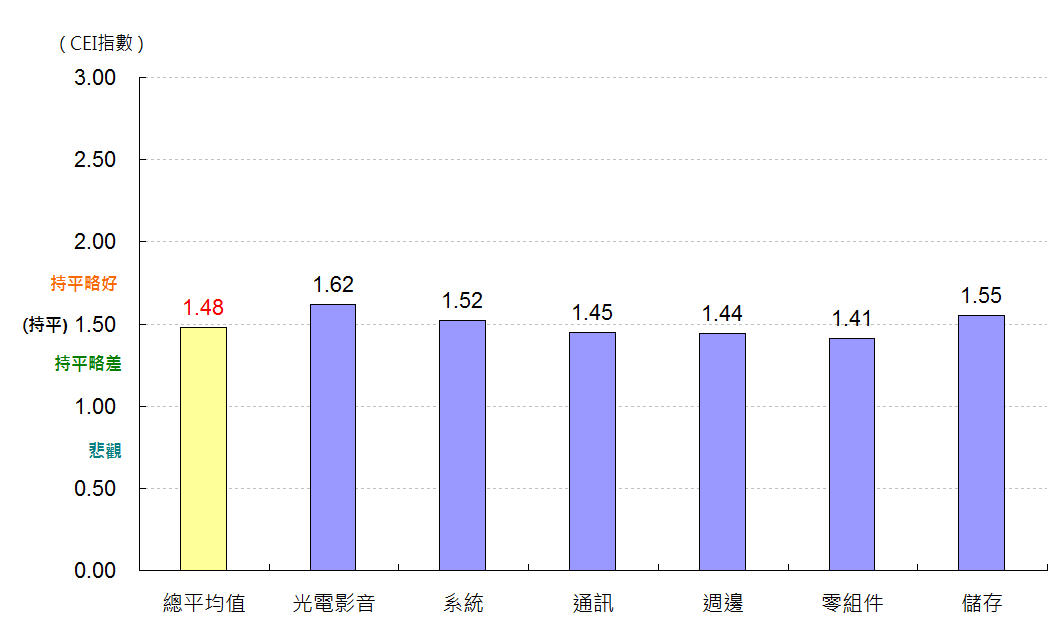 ( CEI指數 )
3.00
2.50
2.00
持平略好
(持平) 1.50
持平略差
1.00
悲觀
0.50
0.00
1.48
1.62
1.52
1.45
1.44
1.41
1.55
總平均值
光電影音
系統
通訊
週邊
零組件
儲存